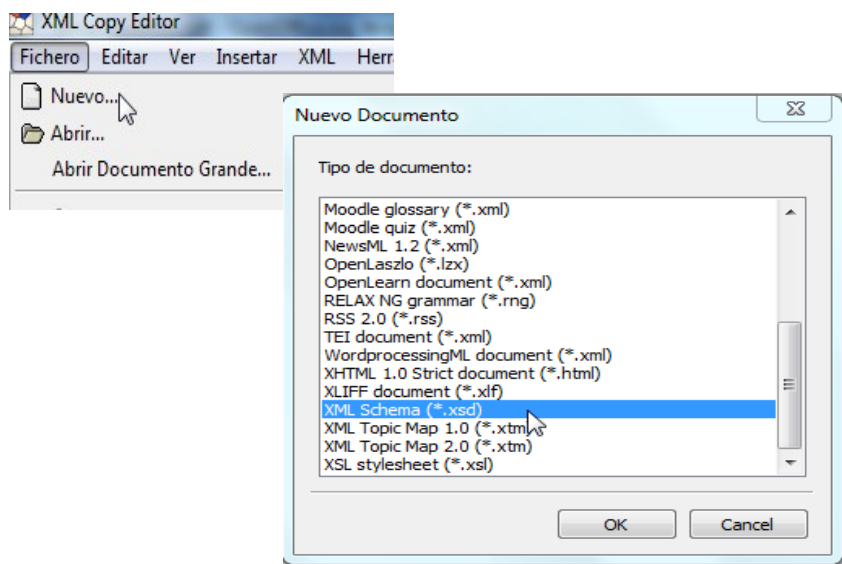 XML Copy Editor
Fichero Editar Ver Insertar XML Herr
Nuevo...
Abrir...
Abrir Documento Grande...
Nuevo Documento
Tipo de documento:
Moodle glossary (*.xml)
Moodle quiz (*.xml)
NewsML 1.2 (*.xml)
OpenLaszlo (*.lzx)
OpenLearn document (*.xml)
RELAX NG grammar (*.rng)
RSS 2.0 (*.rss)
TEI document (*.xml)
WordprocessingML document (*.xml)
XHTML 1.0 Strict document (*.html)
XLIFF document (*.xlf)
XML Schema (*.xsd)
XML Topic Map 1.0 (*.xtm)
XML Topic Map 2.0 (*.xtm)
XSL stylesheet (*.xsl)
OK Cancel